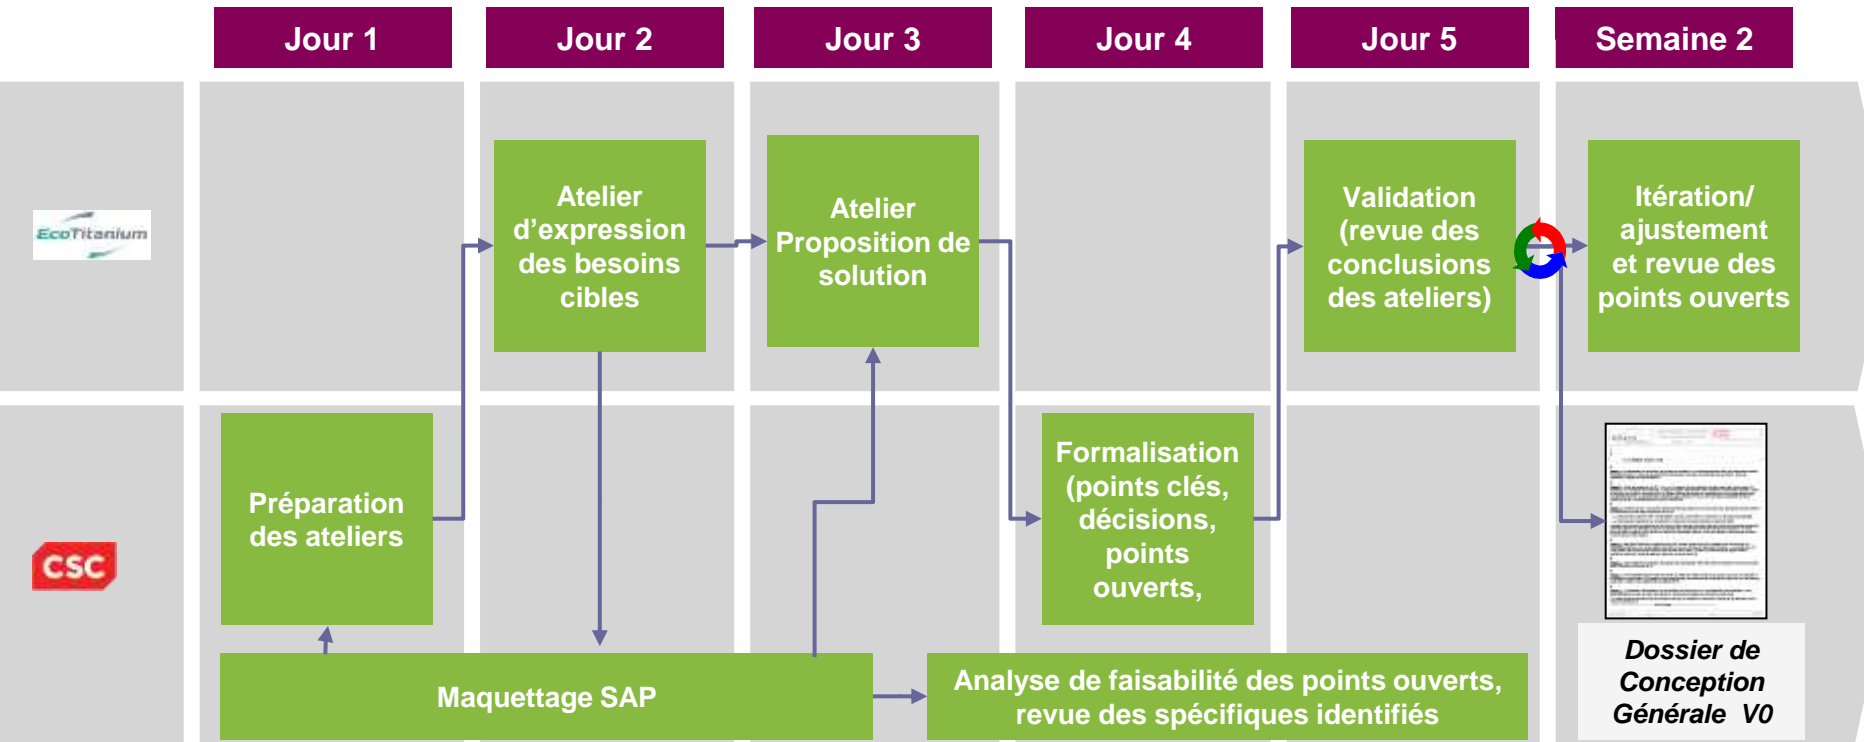 Jour 1
Jour 2
Jour 3
Jour 4
Jour 5
Semaine 2
EcoTitanium
Atelier
d’expression
des besoins
cibles
Atelier
Proposition de
solution
Validation
(revue des
conclusions
des ateliers)
Itération/
ajustement
et revue des
points ouverts
CSC
Préparation
des ateliers
Formalisation
(points clés,
décisions,
points
ouverts,
Maquettage SAP
Analyse de faisabilité des points ouverts,
revue des spécifiques identifiés
Dossier de
Conception
Générale V0